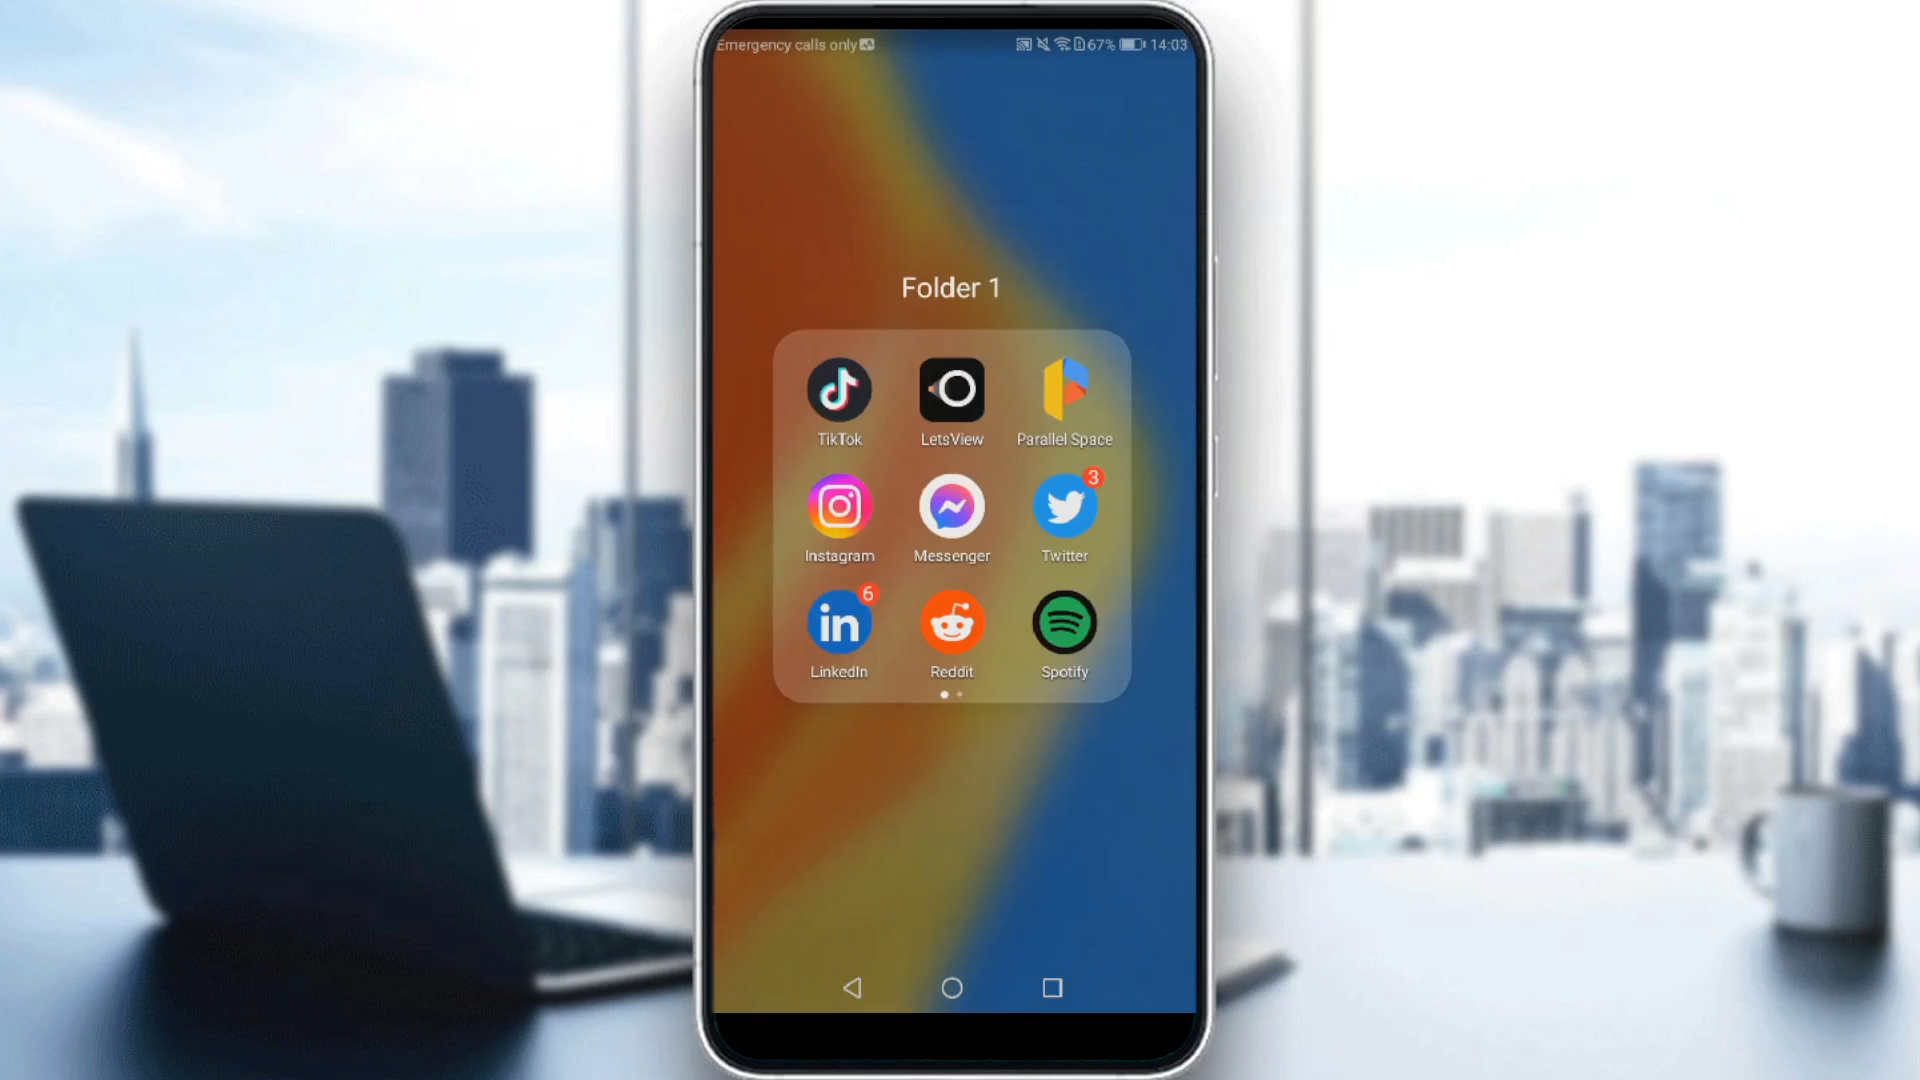 Emergency calls only 67% 14:03
Folder 1
TikTok LetsView Parallel Space
3
Instagram Messenger Twitter
6
in
LinkedIn Reddit Spotify